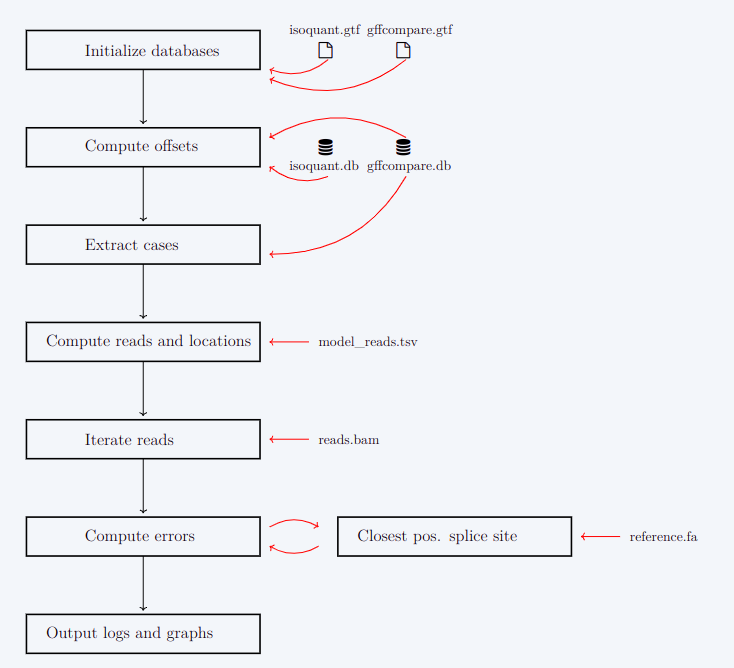 isoquant.gtf gffcompare.gtf
Initialize databases
Compute offsets
isoquant.db gffcompare.db
Extract cases
Compute reads and locations
model_reads.tsv
Iterate reads
reads.bam
Compute errors
Closest pos. splice site
reference.fa
Output logs and graphs